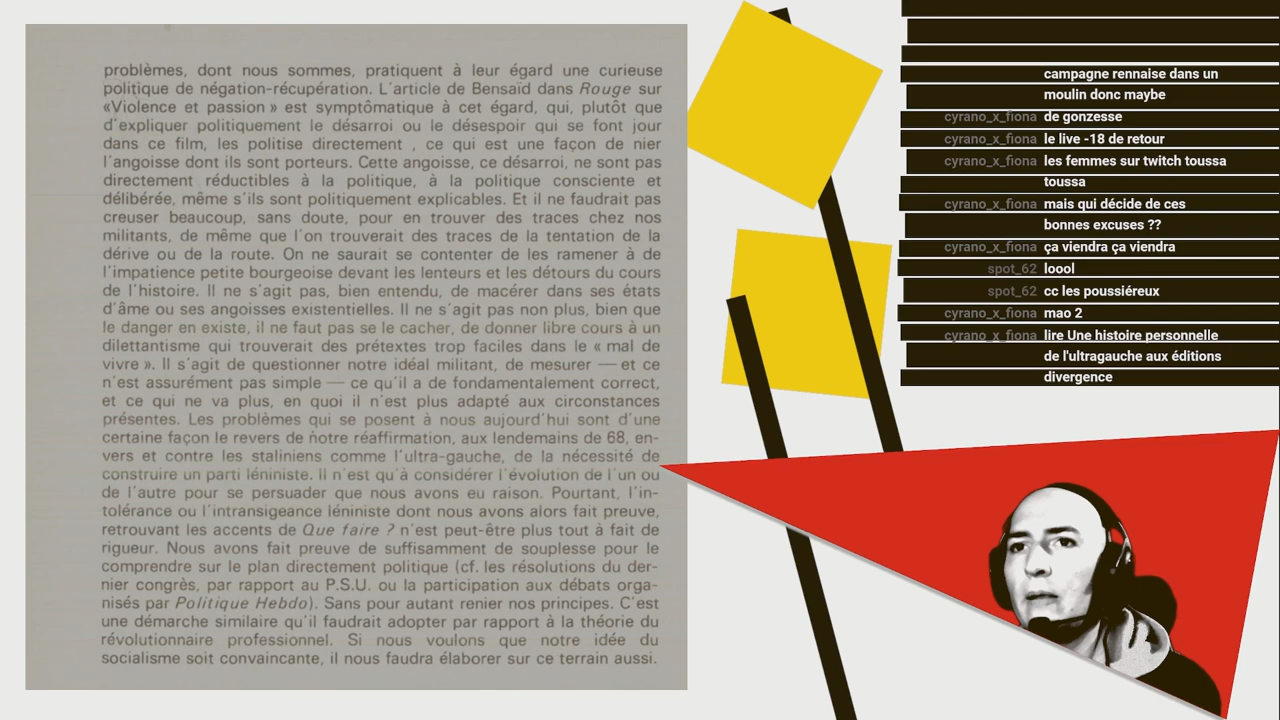 problèmes, dont nous sommes, pratiquent à leur égard une curieuse
politique de négation-récupération. L'article de Bensaïd dans Rouge sur
«Violence et passion » est symptômatique à cet égard, qui, plutôt que
d'expliquer politiquement le désarroi ou le désespoir qui se font jour
dans ce film, les politise directement », ce qui est une façon de nier
l'angoisse dont ils sont porteurs. Cette angoisse, ce désarroi, ne sont pas
directement réductibles à la poltique, à la politique consciente et
délibérée, même s'ils sont politiquement explicables. Et il ne faudrait pas
creuser beaucoup, sans doute, pour en trouver des traces chez nos
militants, de même que l'on trouverait des traces de la tentation de la
dérive ou de la route. On ne saurait se contenter de les ramener à de
l'impatience petite bourgeoise devant les lenteurs et les détours du cours
de l'histoire. Il ne s'agit pas, bien entendu, de macérer dans ses états
d'âme ou ses angoisses existentielles. Il ne s'agit pas non plus, bien que
le danger en existe, il ne faut pas se le cacher, de donner libre cours à un
dilettantisme qui trouverait des prétextes trop faciles dans le « mal de
vivre ». Il s'agit de questionner notre idéal militant, de mesurer — et ce
n'est assurément pas simple — ce qu'il a de fondamentalement correct,
et ce qui ne va plus, en quoi il n'est plus adapté aux circonstances
présentes. Les problèmes qui se posent à nous aujourd'hui sont d'une
certaine façon le revers de notre réaffirmation, aux lendemains de 68, en-
vers et contre les staliniens comme l'ultra-gauche, de la nécessité de
construire un parti léniniste. Il n'est qu'à considérer l'évolution de l'un ou
de l'autre pour se persuader que nous avons eu raison. Pourtant, l'in-
tolérance ou l'intransigeance léniniste dont nous avons alors fait preuve,
retrouvant les accents de Que faire ? n'est peut-être plus tout à fait de
rigueur. Nous avons fait preuve de suffisamment de souplesse pour le
comprendre sur le plan directement politique (cf. les résolutions du der-
nier congrès, par rapport au P.S.U. ou la participation aux débats orga-
nisés par Politique Hebdo). Sans pour autant renier nos principes. C'est
une démarche similaire qu'il faudrait adopter par rapport à la théorie du
révolutionnaire professionnel. Si nous voulons que notre idée du
socialisme soit convaincante, il nous faudra élaborer sur ce terrain aussi.
campagne rennaise dans un
moulin donc maybe
cyrano_x_fiona de gonzesse
cyrano_x_fiona le live -18 de retour
cyrano_x_fiona les femmes sur twitch toussa
toussa
cyrano_x_fiona mais qui décide de ces
bonnes excuses ??
cyrano_x_fiona ça viendra ça viendra
spot_62 loool
spot_62 cc les poussiéreux
cyrano_x_fiona mao 2
cyrano_x_fiona lire Une histoire personnelle
de l'ultragauche aux éditions
divergence